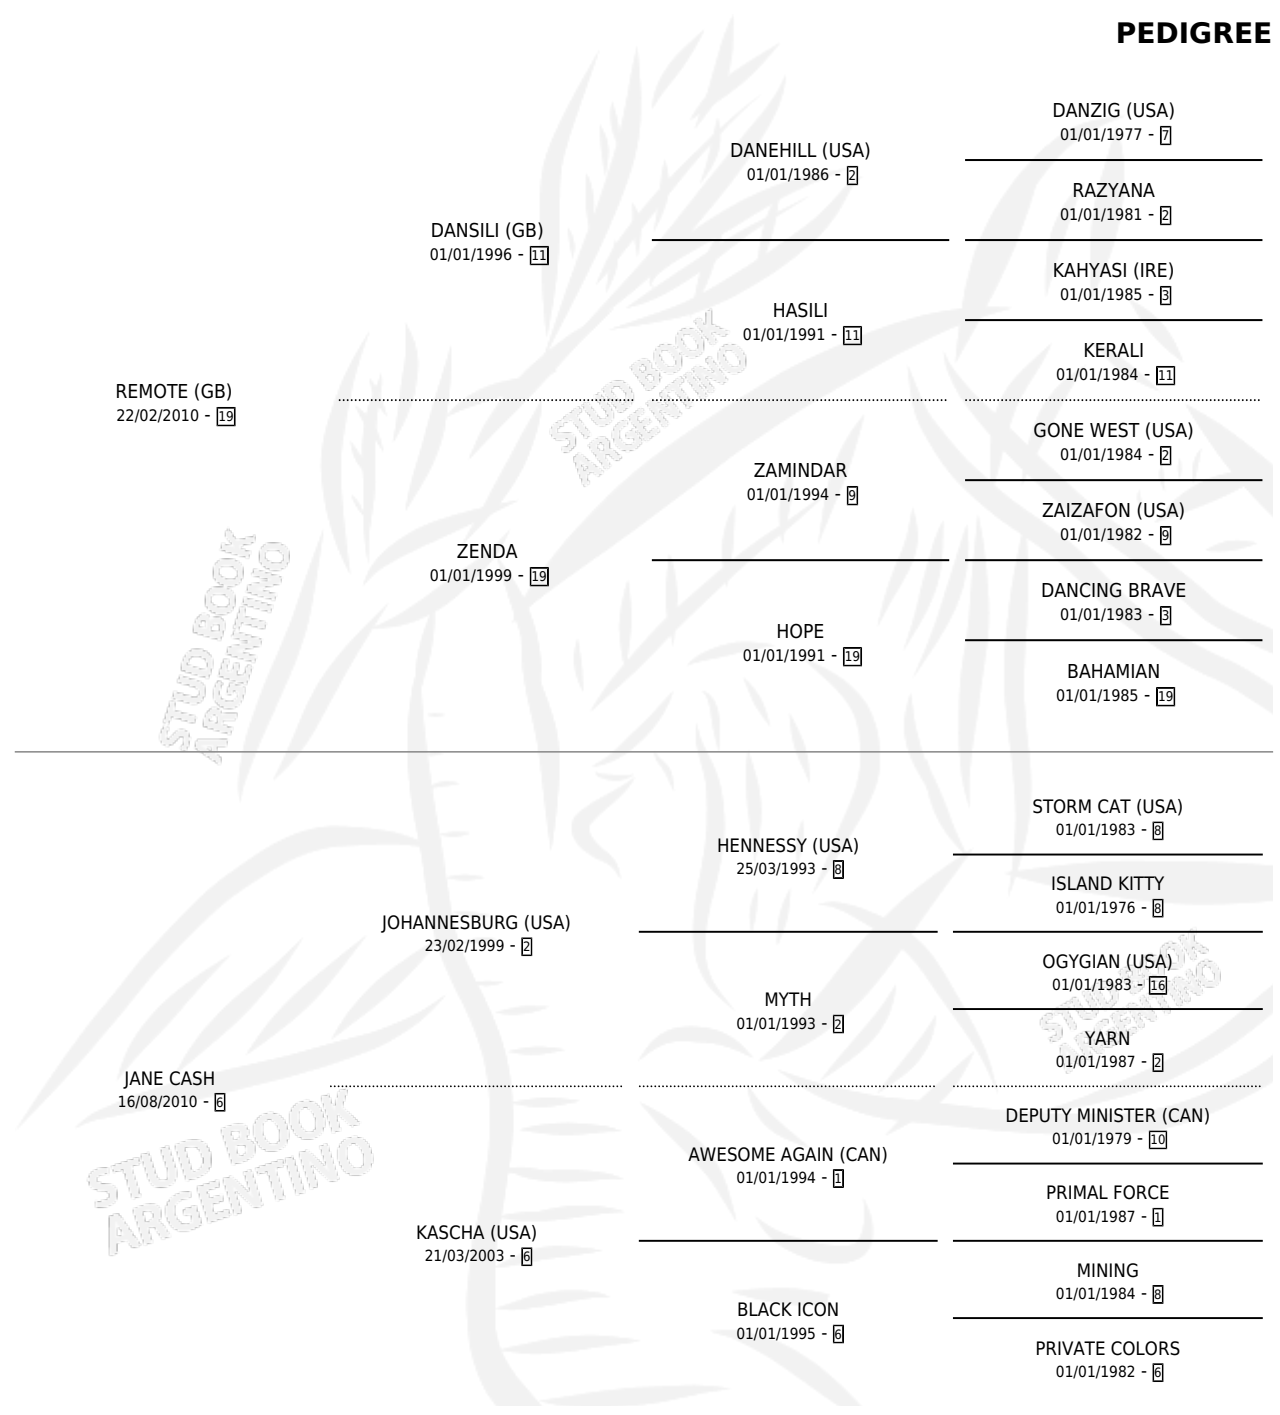 PEDIGREE
DANZIG (USA)
01/01/1977 - 7
DANEHILL (USA)
01/01/1986 - 2
RAZYANA
01/01/1981 - 2
DANSILI (GB)
01/01/1996 - 11
KAHYASI (IRE)
01/01/1985 - 3
HASILI
01/01/1991 - 11
KERALI
01/01/1984 - 11
REMOTE (GB)
22/02/2010 - 19
GONE WEST (USA)
01/01/1984 - 2
ZAMINDAR
01/01/1994 - 9
ZAIZAFON (USA)
01/01/1982 - 9
ZENDA
01/01/1999 - 19
DANCING BRAVE
01/01/1983 - 3
HOPE
01/01/1991 - 19
BAHAMIAN
01/01/1985 - 19
STORM CAT (USA)
01/01/1983 - 8
HENNESSY (USA)
25/03/1993 - 8
ISLAND KITTY
01/01/1976 - 8
JOHANNESBURG (USA)
23/02/1999 - 2
OGYGIAN (USA)
01/01/1983 - 16
MYTH
01/01/1993 - 2
YARN
01/01/1987 - 2
JANE CASH
16/08/2010 - 6
DEPUTY MINISTER (CAN)
01/01/1979 - 10
AWESOME AGAIN (CAN)
01/01/1994 - 1
PRIMAL FORCE
01/01/1987 - 1
KASCHA (USA)
21/03/2003 - 6
MINING
01/01/1984 - 8
BLACK ICON
01/01/1995 - 6
PRIVATE COLORS
01/01/1982 - 6
STUD BOOK
ARGENTINO
STUD BOOK
ARGENTINO
STUD BOOK
ARGENTINO
STUD BOOK
ARGENTINO